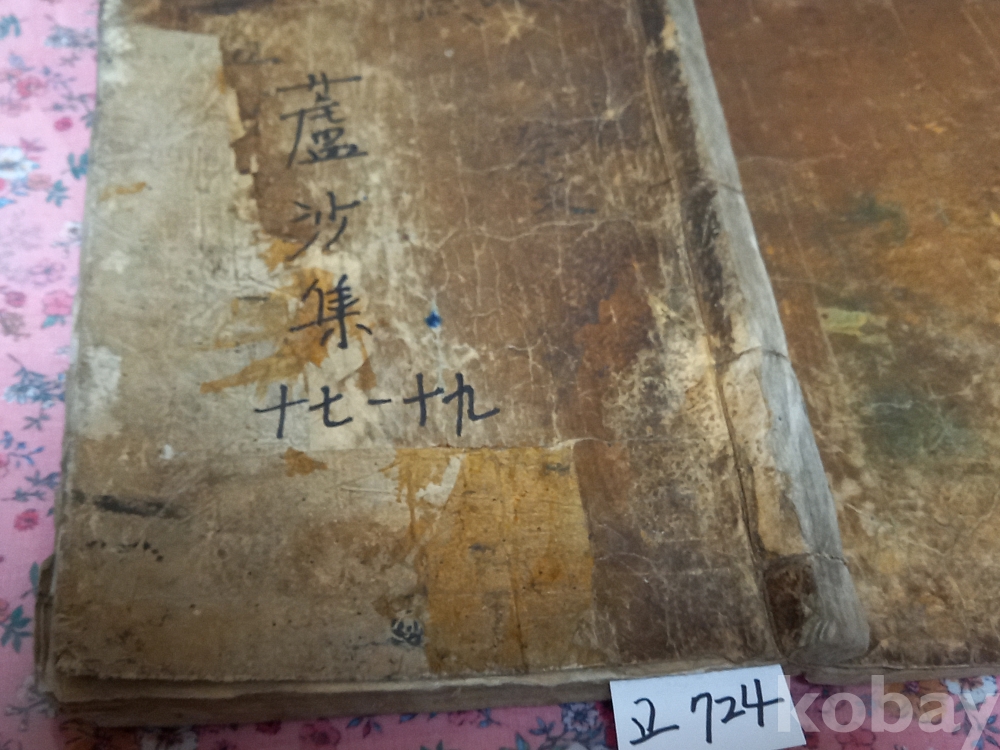 蘆沙集
十七-十九
고 724
kobay